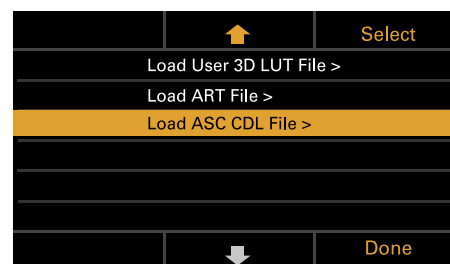 Select
Load User 3D LUT File >
Load ART File >
Load ASC CDL File >
Done